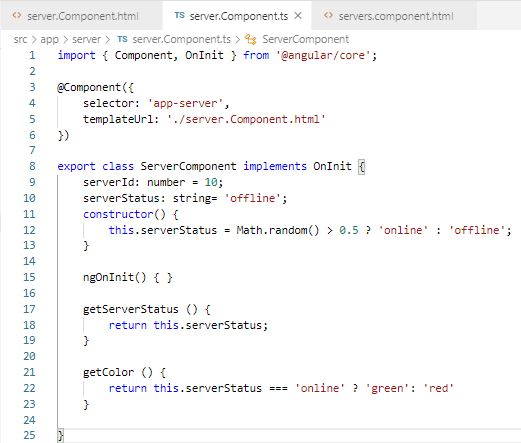 <> server.Component.html TS server.Component.ts × <> servers.component.html
src > app > server > TS server.Component.ts > ServerComponent
1 import { Component, OnInit } from '@angular/core';
2
3 @Component({
4     selector: 'app-server',
5     templateUrl: './server.Component.html'
6 })
7
8 export class ServerComponent implements OnInit {
9     serverId: number = 10;
10     serverStatus: string= 'offline';
11     constructor() {
12         this.serverStatus = Math.random() > 0.5 ? 'online' : 'offline';
13     }
14
15     ngOnInit() { }
16
17     getServerStatus () {
18         return this.serverStatus;
19     }
20
21     getColor () {
22         return this.serverStatus === 'online' ? 'green': 'red'
23     }
24
25 }